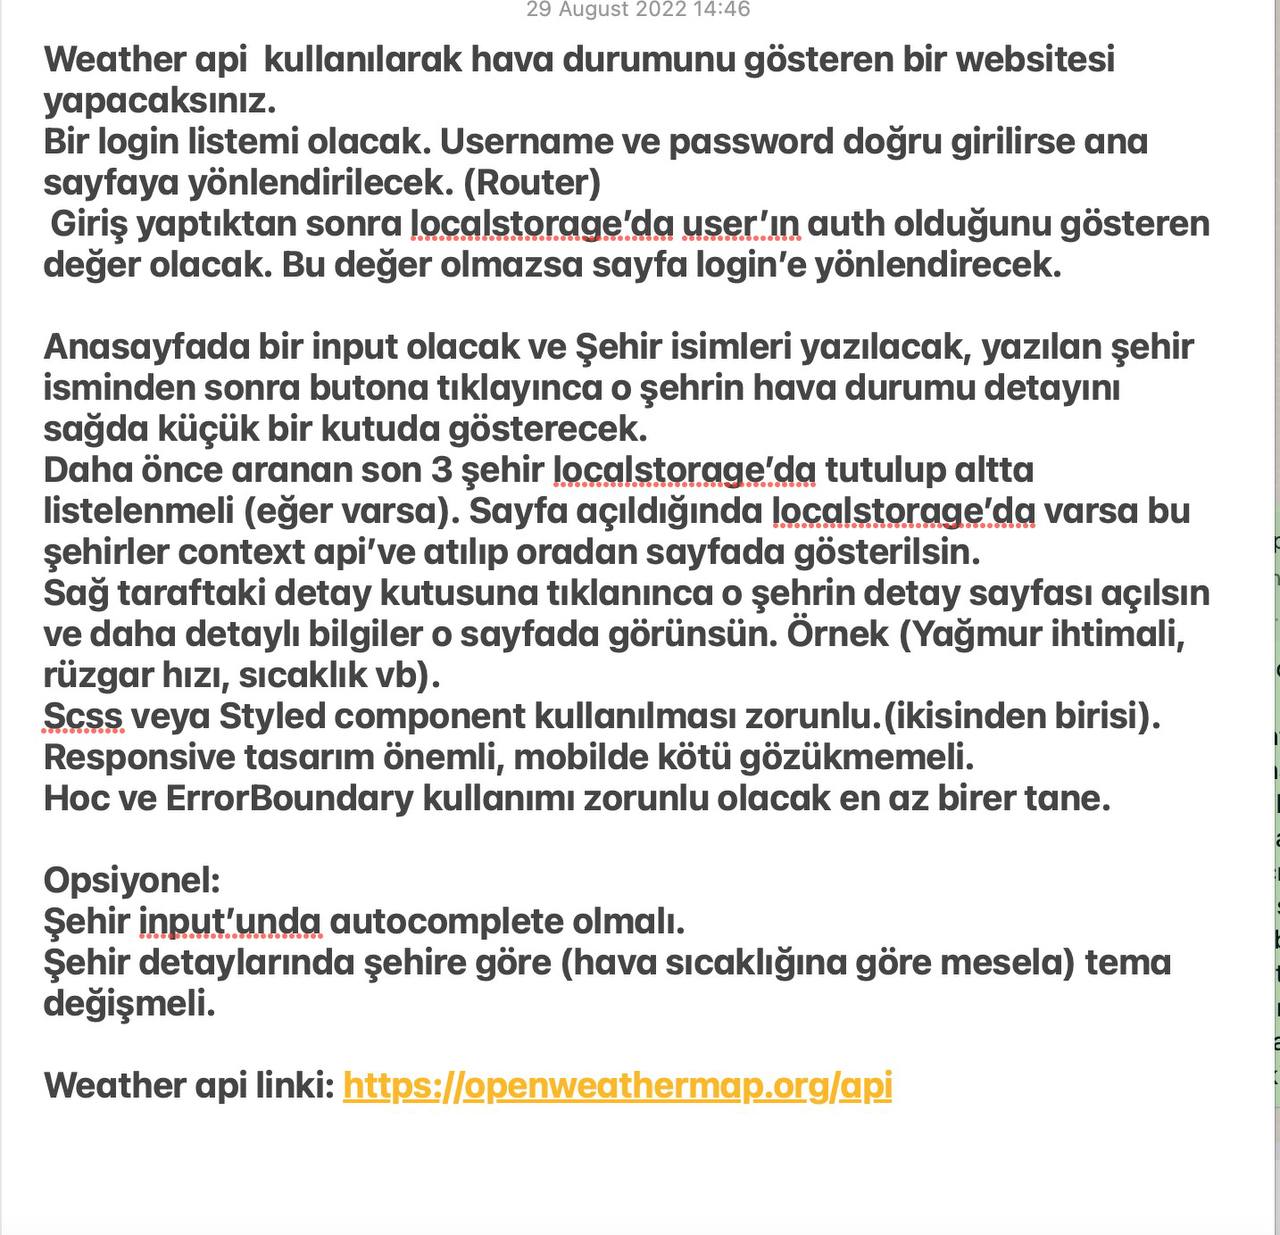 29 August 2022 14:46
Weather api  kullanılarak hava durumunu gösteren bir websitesi
yapacaksınız.
Bir login listemi olacak. Username ve password doğru girilirse ana
sayfaya yönlendirilecek. (Router)
Giriş yaptıktan sonra localstorage’da user’ın auth olduğunu gösteren
değer olacak. Bu değer olmazsa sayfa login’e yönlendirecek.
Anasayfada bir input olacak ve Şehir isimleri yazılacak, yazılan şehir
isminden sonra butona tıklayınca o şehrin hava durumu detayını
sağda küçük bir kutuda gösterecek.
Daha önce aranan son 3 şehir localstorage’da tutulup altta
listelenmeli (eğer varsa). Sayfa açıldığında localstorage’da varsa bu
şehirler context api’ve atılıp oradan sayfada gösterilsin.
Sağ taraftaki detay kutusuna tıklanınca o şehrin detay sayfası açılsın
ve daha detaylı bilgiler o sayfada görünsün. Örnek (Yağmur ihtimali,
rüzgar hızı, sıcaklık vb).
Scss veya Styled component kullanılması zorunlu.(ikisinden birisi).
Responsive tasarım önemli, mobilde kötü gözükmemeli.
Hoc ve ErrorBoundary kullanımı zorunlu olacak en az birer tane.
Opsiyonel:
Şehir input’unda autocomplete olmalı.
Şehir detaylarında şehire göre (hava sıcaklığına göre mesela) tema
değişmeli.
Weather api linki: https://openweathermap.org/api